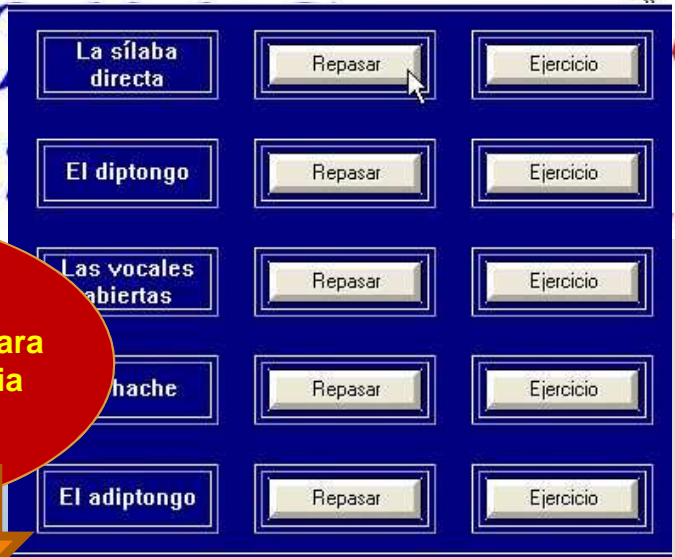 La sílaba
directa
Repasar
Ejercicio
El diptongo
Repasar
Ejercicio
Las vocales
abiertas
Repasar
Ejercicio
hache
Repasar
Ejercicio
El adiptongo
Repasar
Ejercicio